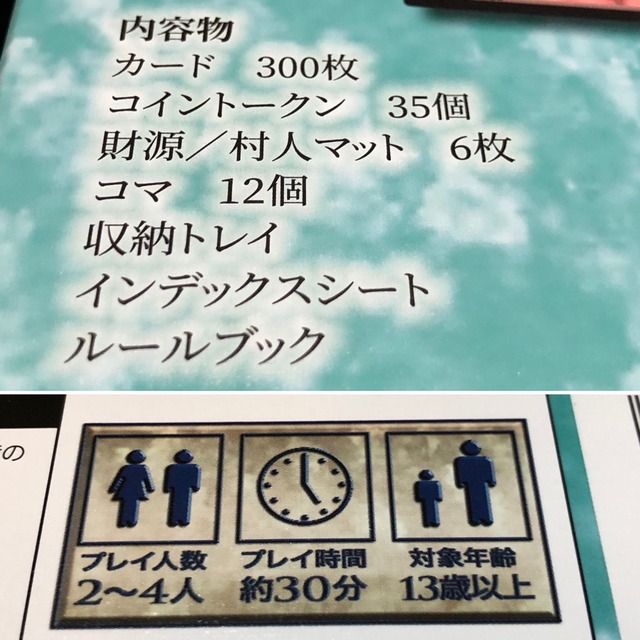 内容物
カード　300枚
コイントークン　35個
財源／村人マット　6枚
コマ　12個
収納トレイ
インデックスシート
ルールブック
の
プレイ人数
2〜4人
プレイ時間
約30分
対象年齢
13歳以上